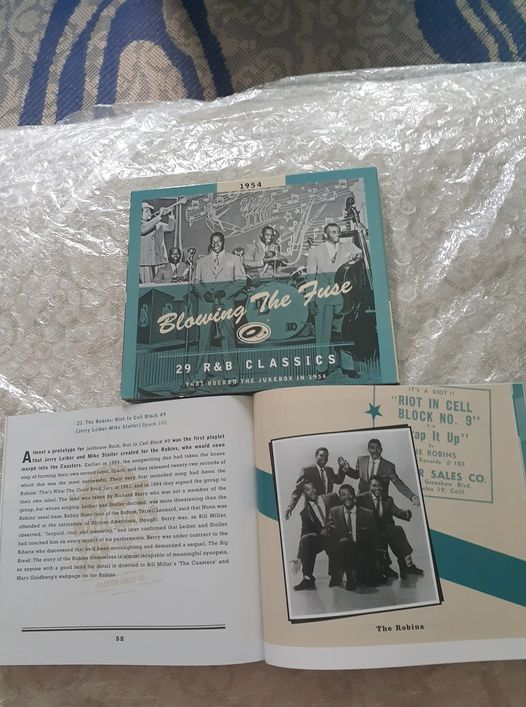 1954
Blowing The Fuse
29 R&B CLASSICS
THAT ROCKED THE JUKEBOX IN 1954
21. The Robins: Riot In Cell Block #9
(Jerry Leiber-Mike Stoller) Spark 103
Almost a prototype for Jailhouse Rock, Riot In Cell Block #9 was the first playlet
that Jerry Leiber and Mike Stoller created for the Robins, who would soon
morph into the Coasters. Earlier in 1954, the songwriting duo had taken the brave
step of forming their own record label, Spark, and they released twenty-two records of
which this was the most successful. Their very first recorded song had been the
Robins' That's What The Good Book Says in 1951, and in 1954 they signed the group to
their own label. The lead was taken by Richard Berry who was not a member of the
group, but whose singing, Leiber and Stoller decided, was more threatening than the
Robins' usual bass, Bobby Nunn (one of the Robins, Terrell Leonard, said that Nunn was
offended at the caricature of African-Americans, though). Berry was, as Bill Millar
observed, "languid, cool, and menacing," and later confirmed that Leiber and Stoller
had coached him on every aspect of his performance. Berry was under contract to the
Biharis who discovered that he'd been moonlighting and demanded a sequel, The Big
Break. The story of the Robins themselves is almost incapable of meaningful synopsis,
so anyone with a good head for detail is directed to Bill Millar's 'The Coasters' and
Marv Goldberg's webpage on the Robins.
52
IT'S A RIOT !!
"RIOT IN CELL
BLOCK NO. 9"
ap It Up"
IE ROBINS
Records # 103
R SALES CO.
Crenshaw Blvd.
les 19, Calif.
The Robins